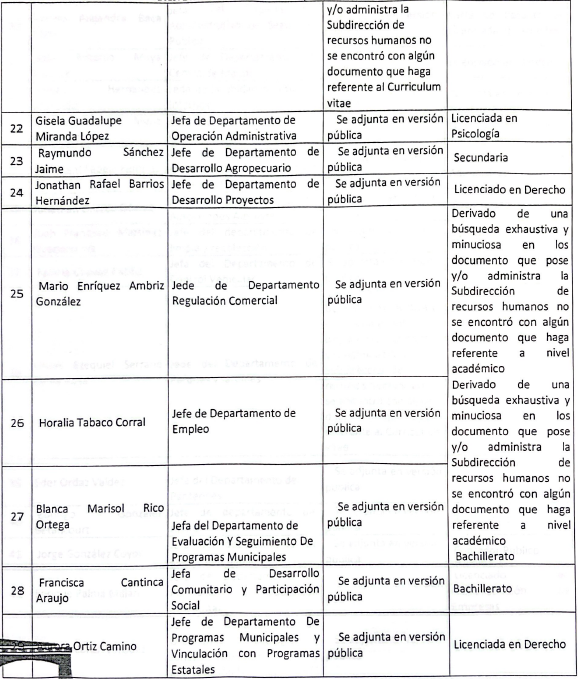 y/o administra la
Subdirección de
recursos humanos no
se encontró con algún
documento que haga
referente al Curriculum
vitae
22
Gisela Guadalupe
Miranda López
Jefa de Departamento de
Operación Administrativa
Se adjunta en versión
pública
Licenciada en
Psicología
23
Raymundo Sánchez
Jaime
Jefe de Departamento de
Desarrollo Agropecuario
Se adjunta en versión
pública
Secundaria
24
Jonathan Rafael Barrios
Hernández
Jefe de Departamento de
Desarrollo Proyectos
Se adjunta en versión
pública
Licenciado en Derecho
25
Mario Enríquez Ambriz
González
Jede de Departamento
Regulación Comercial
Se adjunta en versión
pública
Derivado de una
búsqueda exhaustiva y
minuciosa en los
documento que pose
y/o administra la
Subdirección de
recursos humanos no
se encontró con algún
documento que haga
referente a nivel
académico
26
Horalia Tabaco Corral
Jefe de Departamento de
Empleo
Se adjunta en versión
pública
Derivado de una
búsqueda exhaustiva y
minuciosa en los
documento que pose
y/o administra la
Subdirección de
recursos humanos no
se encontró con algún
documento que haga
referente a nivel
académico
27
Blanca Marisol Rico
Ortega
Jefa del Departamento de
Evaluación Y Seguimiento De
Programas Municipales
Se adjunta en versión
pública
Bachillerato
28
Francisca Cantinca
Araujo
Jefa de Desarrollo
Comunitario y Participación
Social
Se adjunta en versión
pública
Bachillerato
Ortiz Camino
Jefe de Departamento De
Programas Municipales y
Vinculación con Programas
Estatales
Se adjunta en versión
pública
Licenciada en Derecho